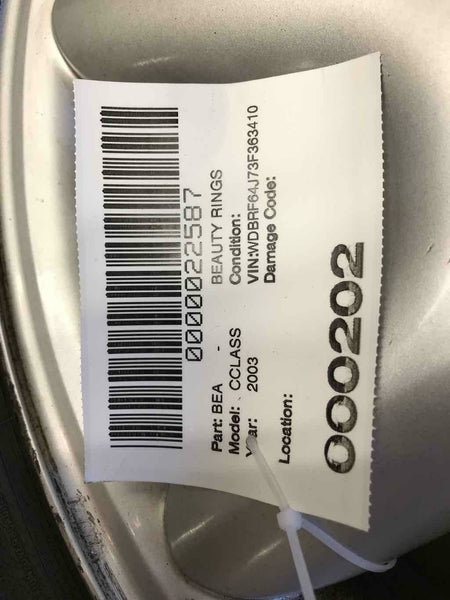 0000022587
Part: BEA - BEAUTY RINGS
Model: CCLASS Condition:
Year: 2003 VIN:WDBRF64J73F363410
Damage Code:
Location:
000202